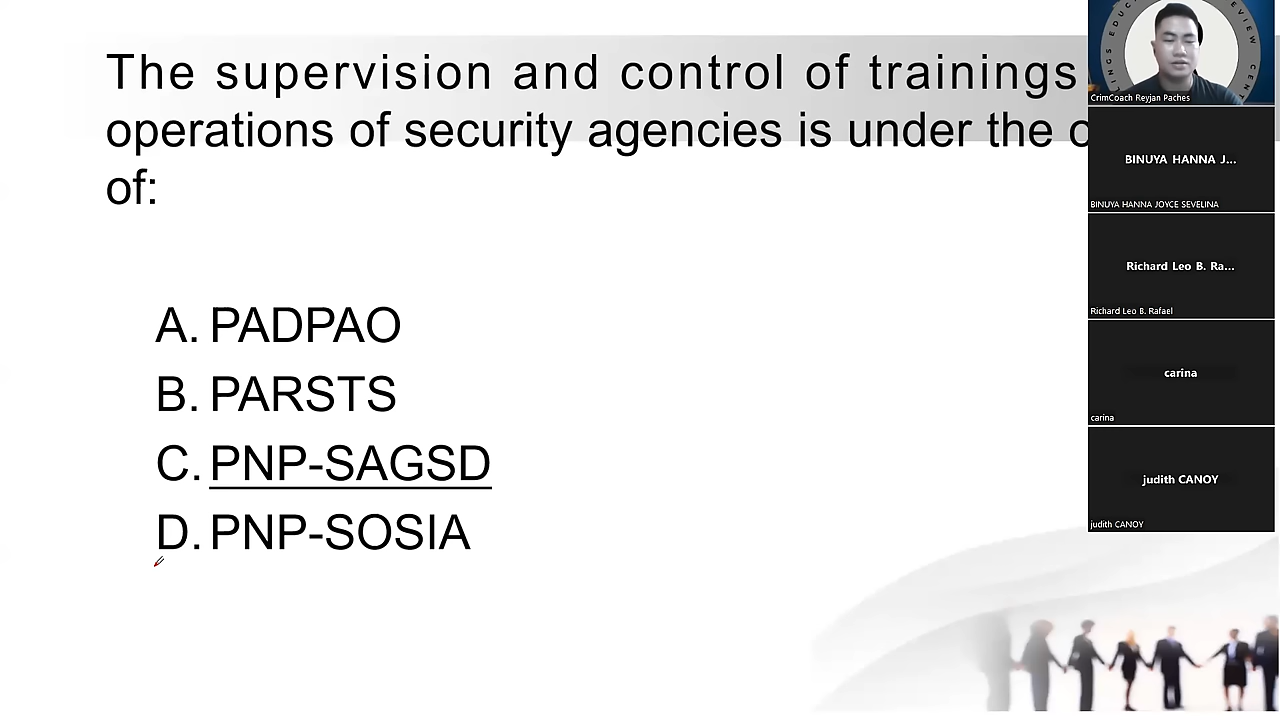 The supervision and control of trainings
operations of security agencies is under the
of:
A. PADPAO
B. PARSTS
C. PNP-SAGSD
D. PNP-SOSIA
CrimCoach Reyjan Paches
BINUYA HANNA J...
BINUYA HANNA JOYCE SEVELINA
Richard Leo B. Ra...
Richard Leo B. Rafael
carina
carina
judith CANOY
judith CANOY